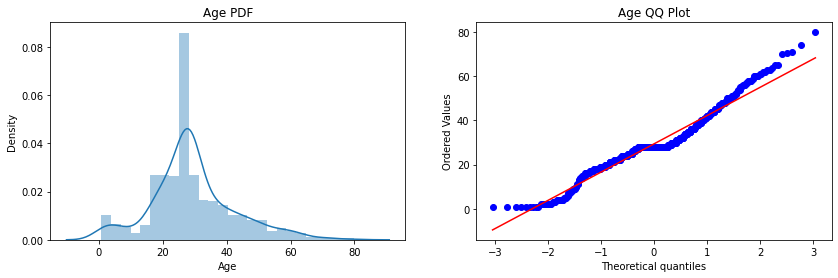 Age PDF
Density
0.08
0.06
0.04
0.02
0.00
0 20 40 60 80
Age
Age QQ Plot
Ordered Values
80
60
40
20
0
−3 −2 −1 0 1 2 3
Theoretical quantiles